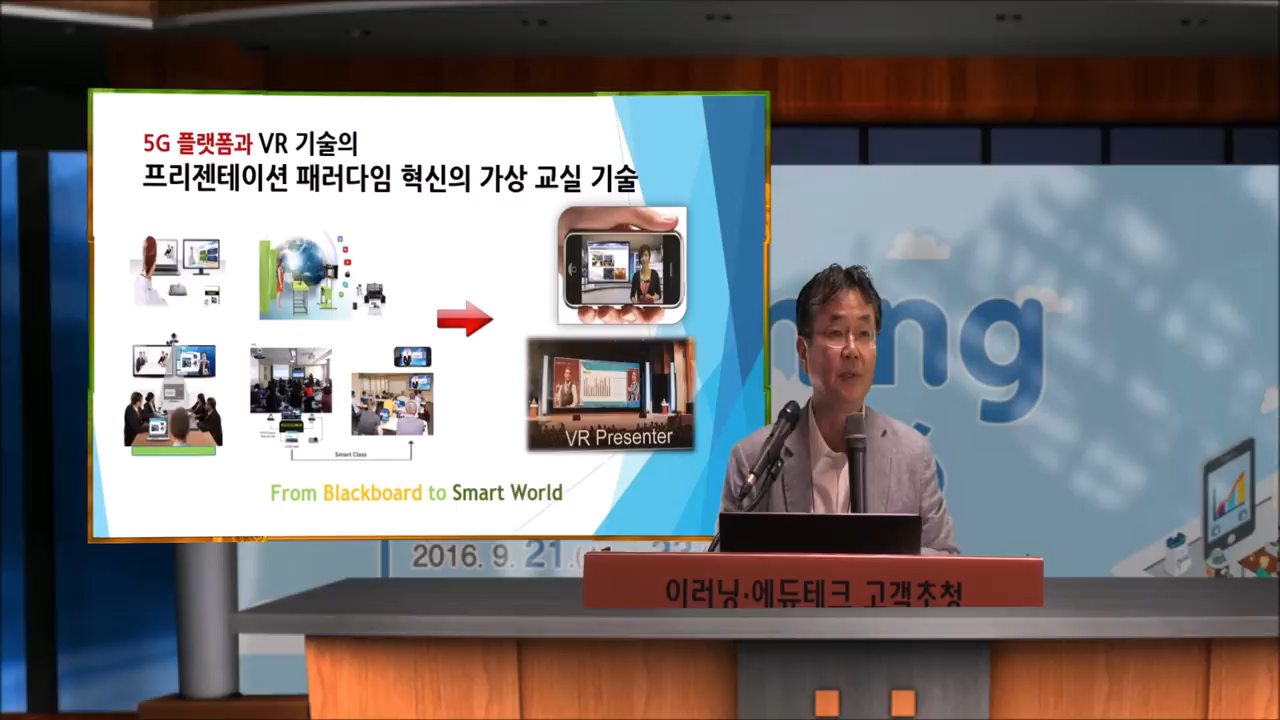 5G 플랫폼과 VR 기술의
프리젠테이션 패러다임 혁신의 가상 교실 기술
VR Presenter
Smart Class
From Blackboard to Smart World
2016. 9. 21.
이러닝·에듀테크 고객초청